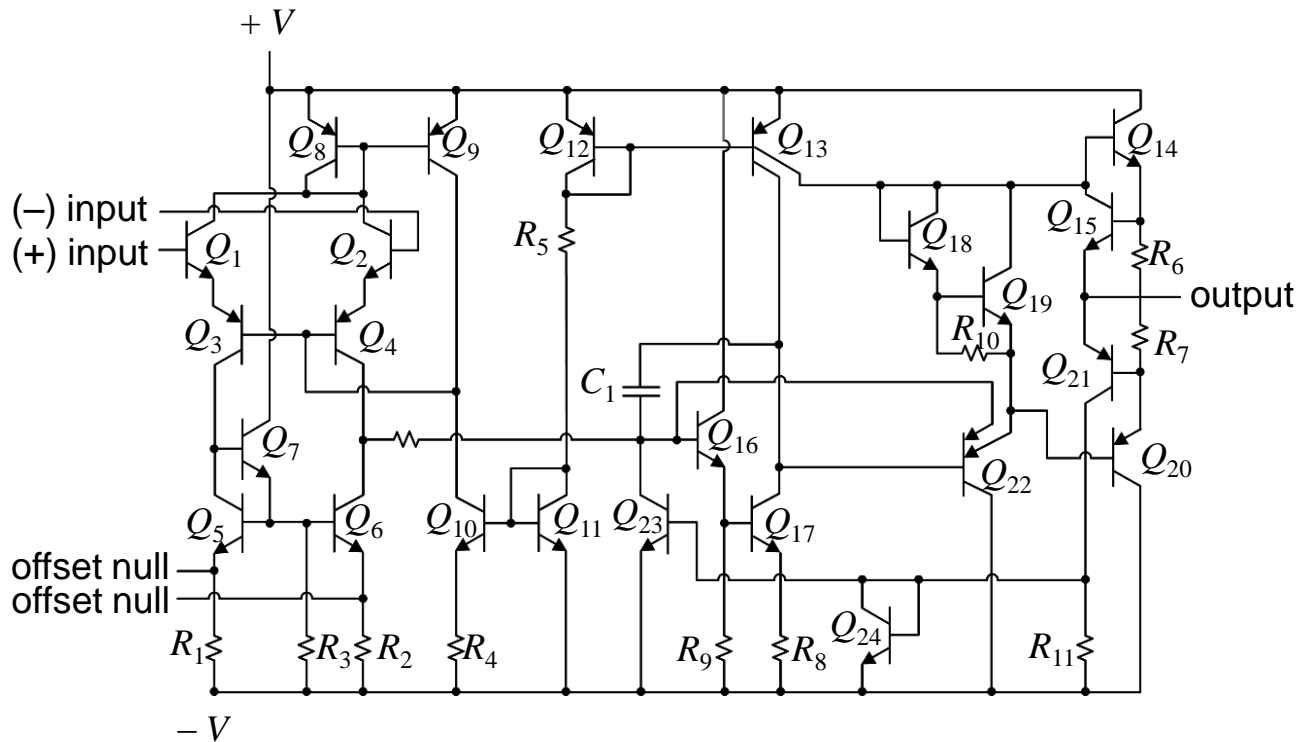 + V
Q8
Q9
Q12
Q13
Q14
(–) input
(+) input
Q1
Q2
R5
Q18
Q15
R6
Q19
output
Q3
Q4
R10
R7
C1
Q21
Q7
Q16
Q22
Q20
Q5
Q6
Q10
Q11
Q23
Q17
offset null
offset null
Q24
R1
R3
R2
R4
R9
R8
R11
– V